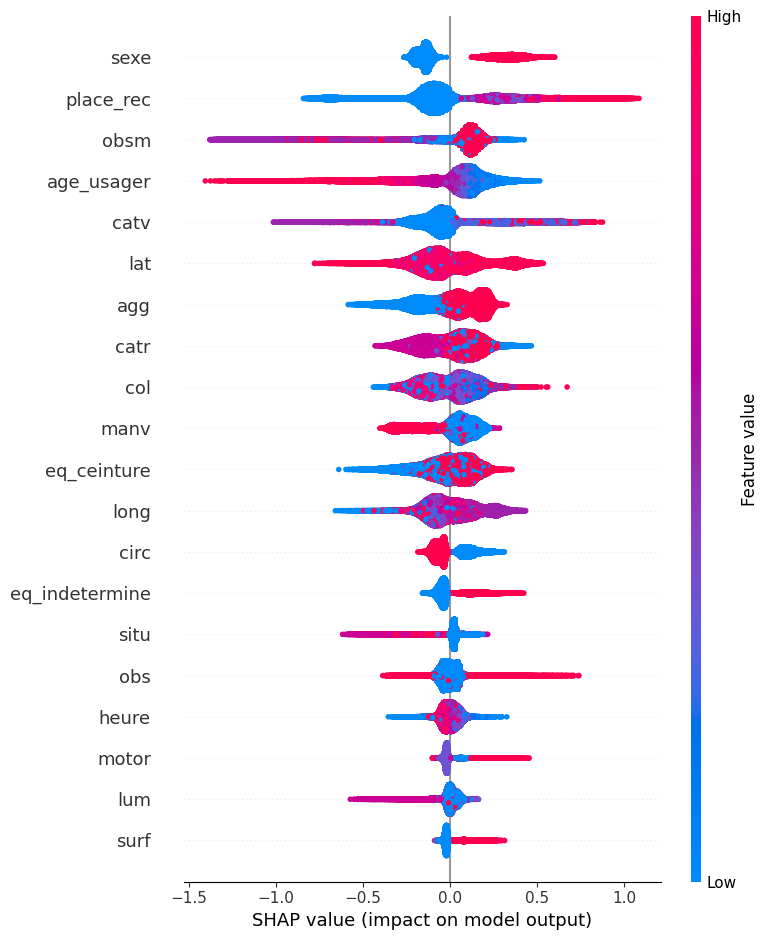 High
sexe
place_rec
obsm
age_usager
catv
lat
agg
catr
col
manv
eq_ceinture
long
circ
eq_indetermine
situ
obs
heure
motor
lum
surf
Feature value
Low
−1.5 −1.0 −0.5 0.0 0.5 1.0
SHAP value (impact on model output)